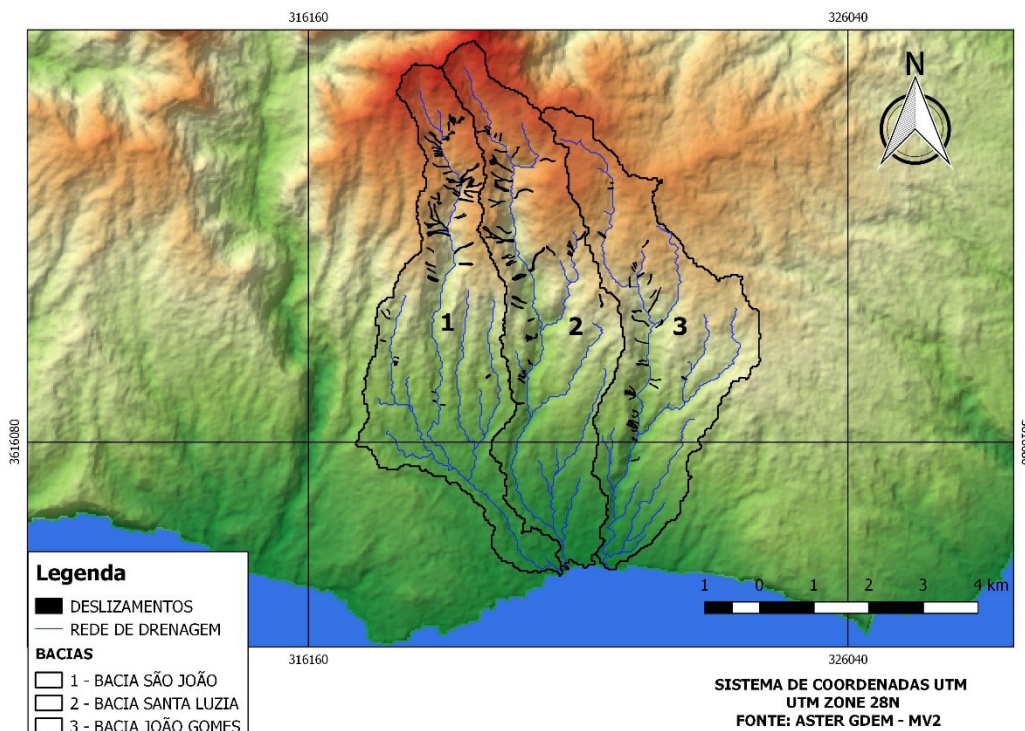 316160
326040
N
3616080
3616080
1
2
3
1 0 1 2 3 4 km
Legenda
DESLIZAMENTOS
REDE DE DRENAGEM
BACIAS
1 - BACIA SÃO JOÃO
2 - BACIA SANTA LUZIA
3 - BACIA JOÃO GOMES
316160
326040
SISTEMA DE COORDENADAS UTM
UTM ZONE 28N
FONTE: ASTER GDEM - MV2